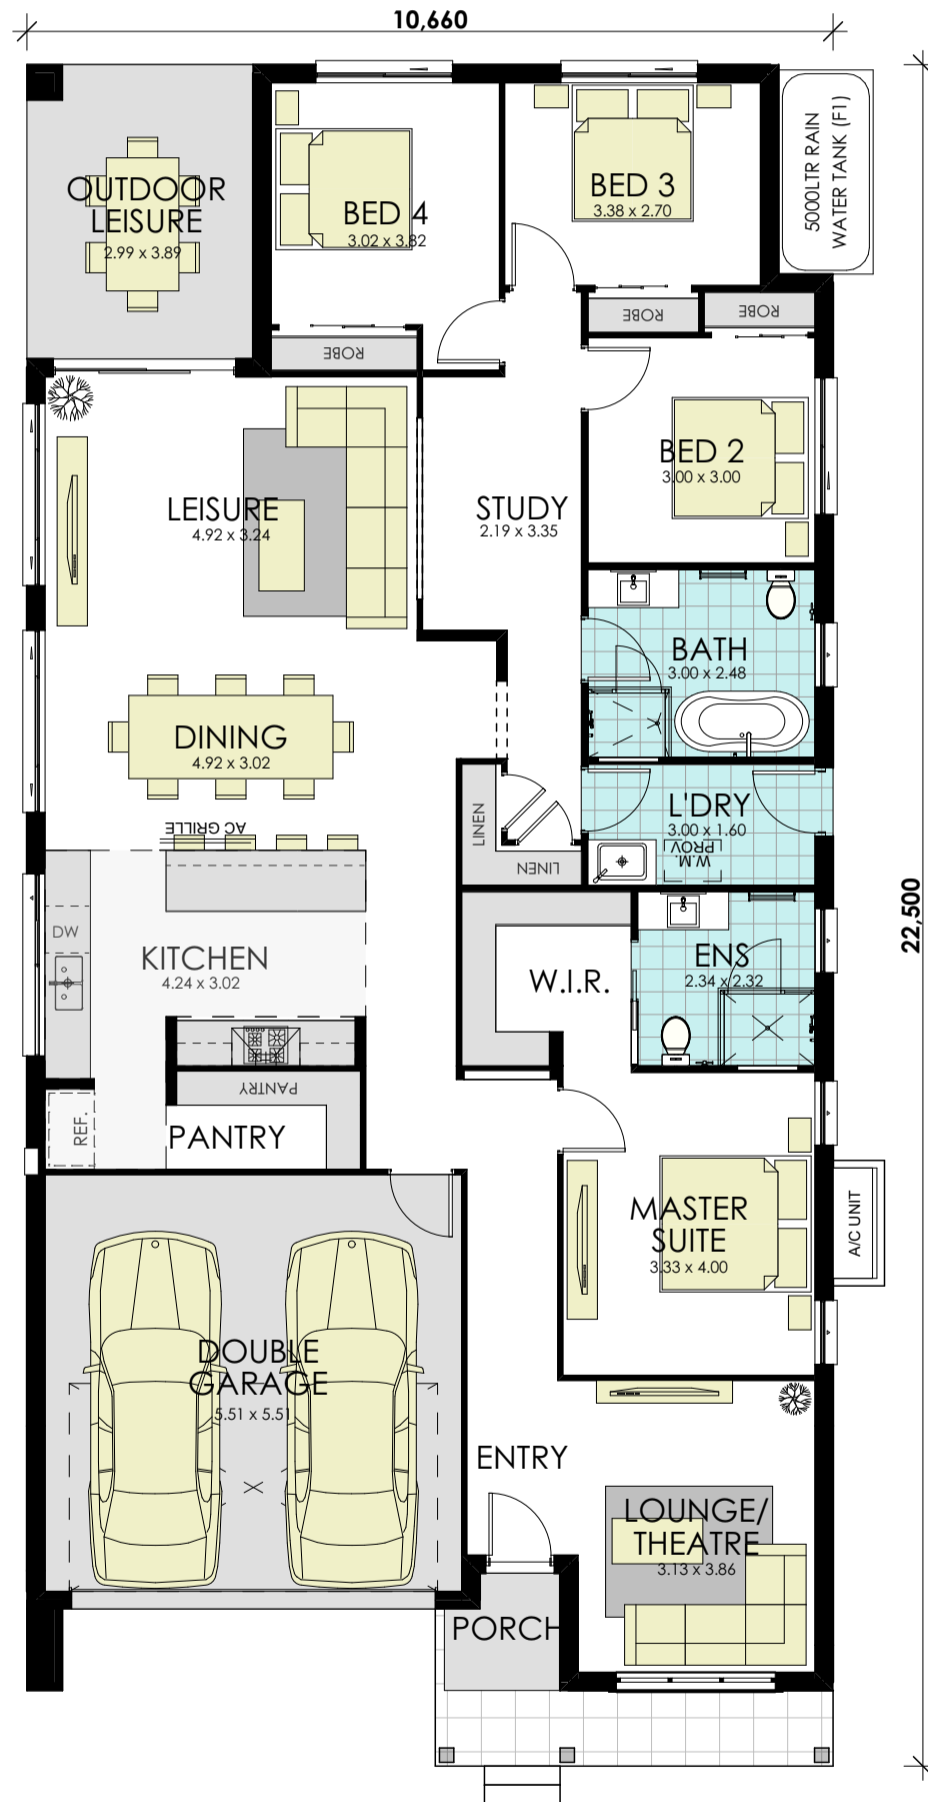 10,660
OUTDOOR
LEISURE
2.99 x 3.89
BED 4
3.02 x 3.82
BED 3
3.38 x 2.70
5000LTR RAIN
WATER TANK (F1)
ROBE
ROBE
ROBE
BED 2
3.00 x 3.00
LEISURE
4.92 x 3.24
STUDY
2.19 x 3.35
BATH
3.00 x 2.48
DINING
4.92 x 3.02
AC GRILLE
LINEN
LINEN
L'DRY
3.00 x 1.60
W.M.
PROV.
22,500
DW
KITCHEN
4.24 x 3.02
W.I.R.
ENS
2.34 x 2.32
PANTRY
REF.
PANTRY
MASTER
SUITE
3.33 x 4.00
A/C UNIT
DOUBLE
GARAGE
5.51 x 5.51
ENTRY
LOUNGE/
THEATRE
3.13 x 3.86
PORCH